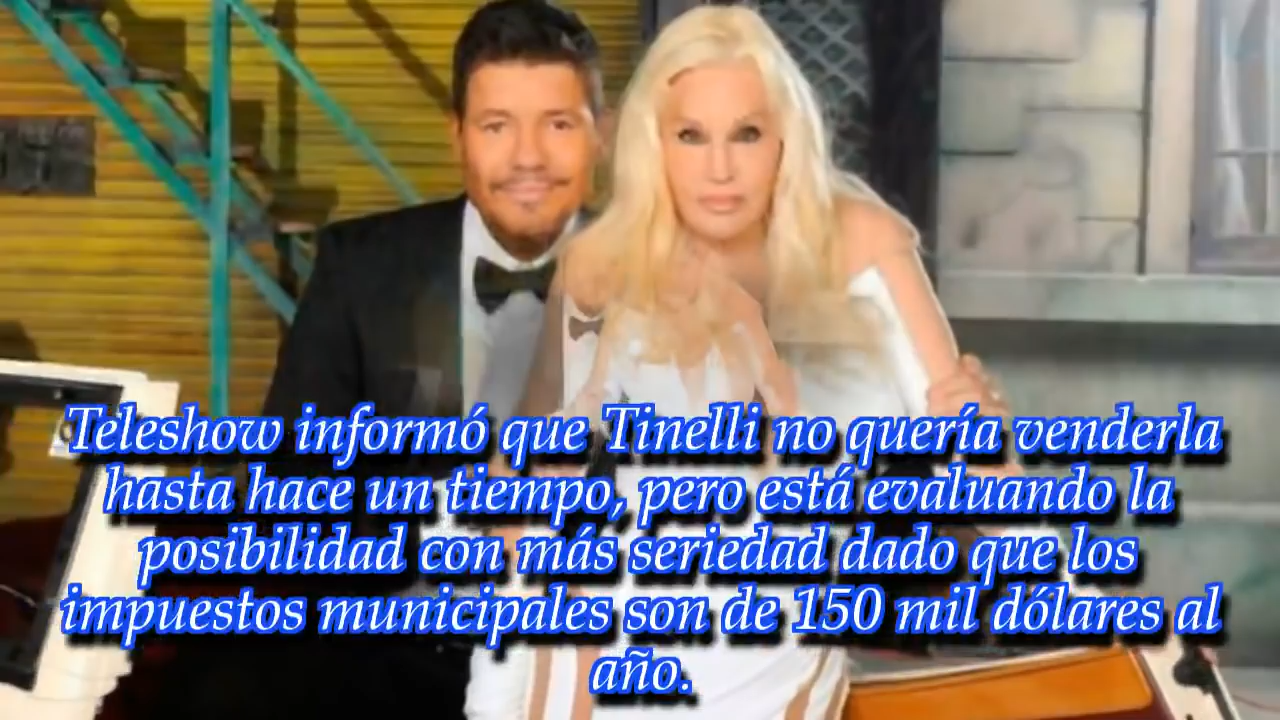 Teleshow informó que Tinelli no quería venderla
hasta hace un tiempo, pero está evaluando la
posibilidad con más seriedad dado que los
impuestos municipales son de 150 mil dólares al
año.